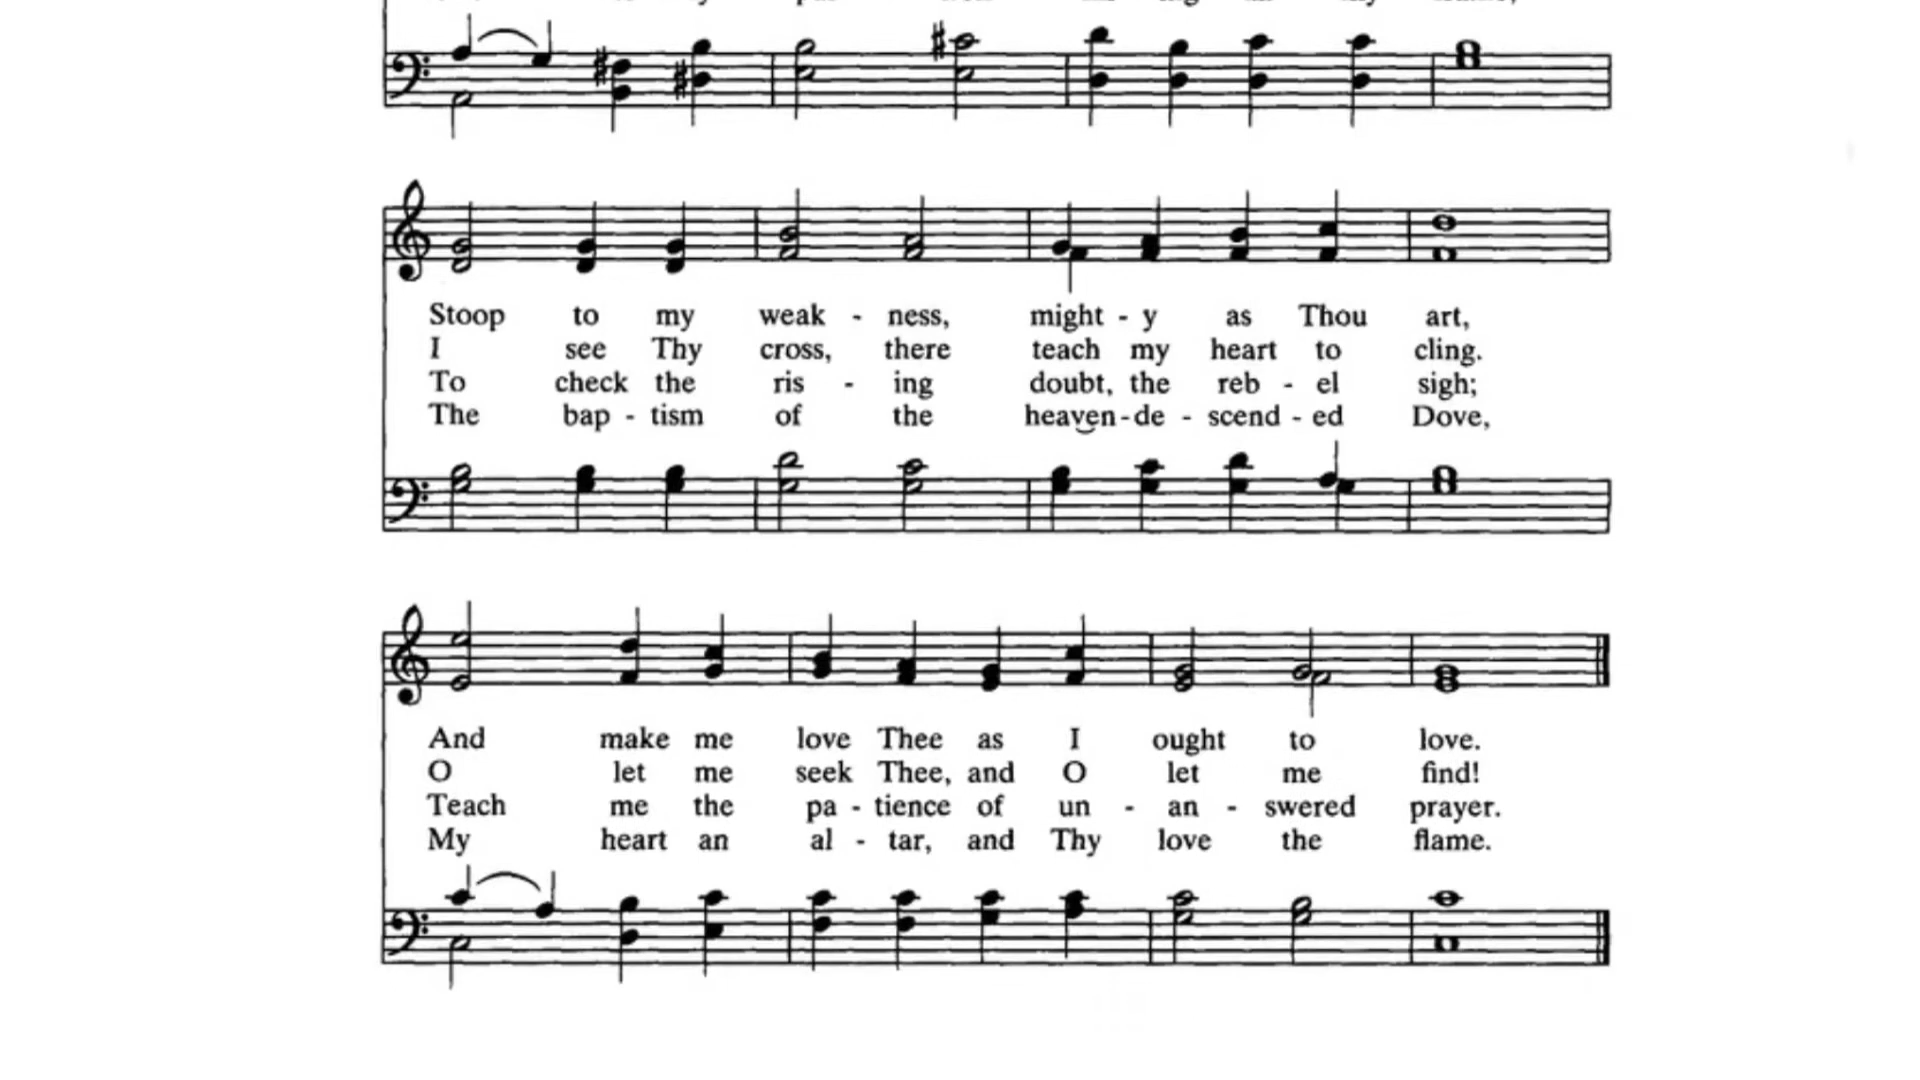 Stoop to my weak - ness, might - y as Thou art,
I see Thy cross, there teach my heart to cling.
To check the ris - ing doubt, the reb - el sigh;
The bap - tism of the heaven - de - scend - ed Dove,
And make me love Thee as I ought to love.
O let me seek Thee, and O let me find!
Teach me the pa - tience of un - an - swered prayer.
My heart an al - tar, and Thy love the flame.